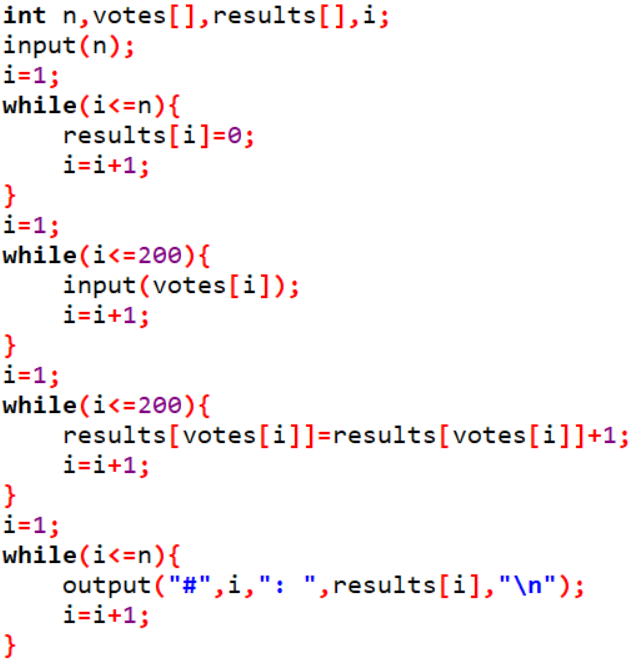 int n,votes[],results[],i;
input(n);
i=1;
while(i<=n){
    results[i]=0;
    i=i+1;
}
i=1;
while(i<=200){
    input(votes[i]);
    i=i+1;
}
i=1;
while(i<=200){
    results[votes[i]]=results[votes[i]]+1;
    i=i+1;
}
i=1;
while(i<=n){
    output("#",i,": ",results[i],"\n");
    i=i+1;
}